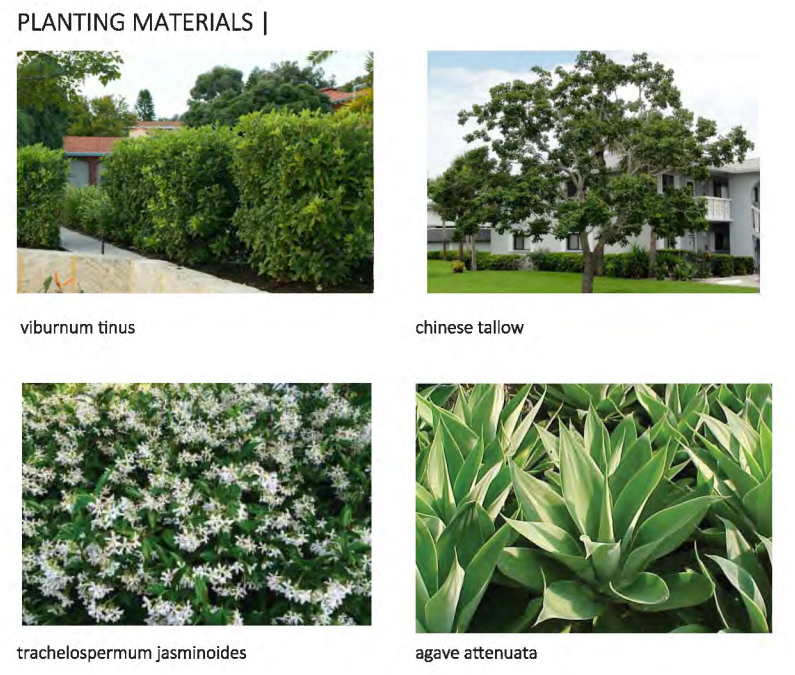 PLANTING MATERIALS |
viburnum tinus
chinese tallow
trachelospermum jasminoides
agave attenuata